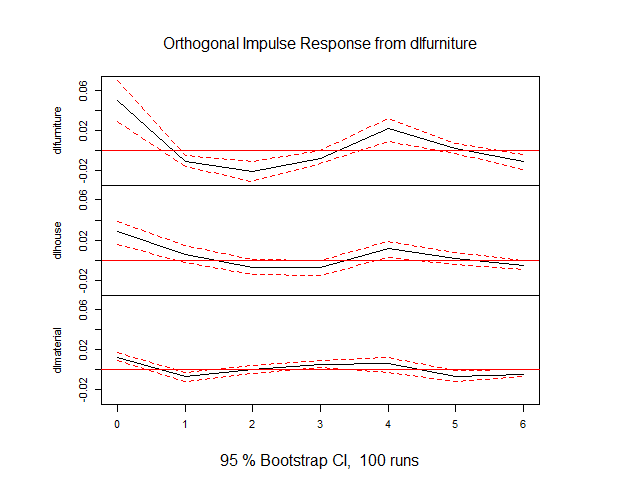 Orthogonal Impulse Response from dlfurniture
dlfurniture
-0.02 0.02 0.06
dlhouse
-0.02 0.02 0.06
dlmaterial
-0.02 0.02 0.06
0 1 2 3 4 5 6
95 % Bootstrap CI, 100 runs